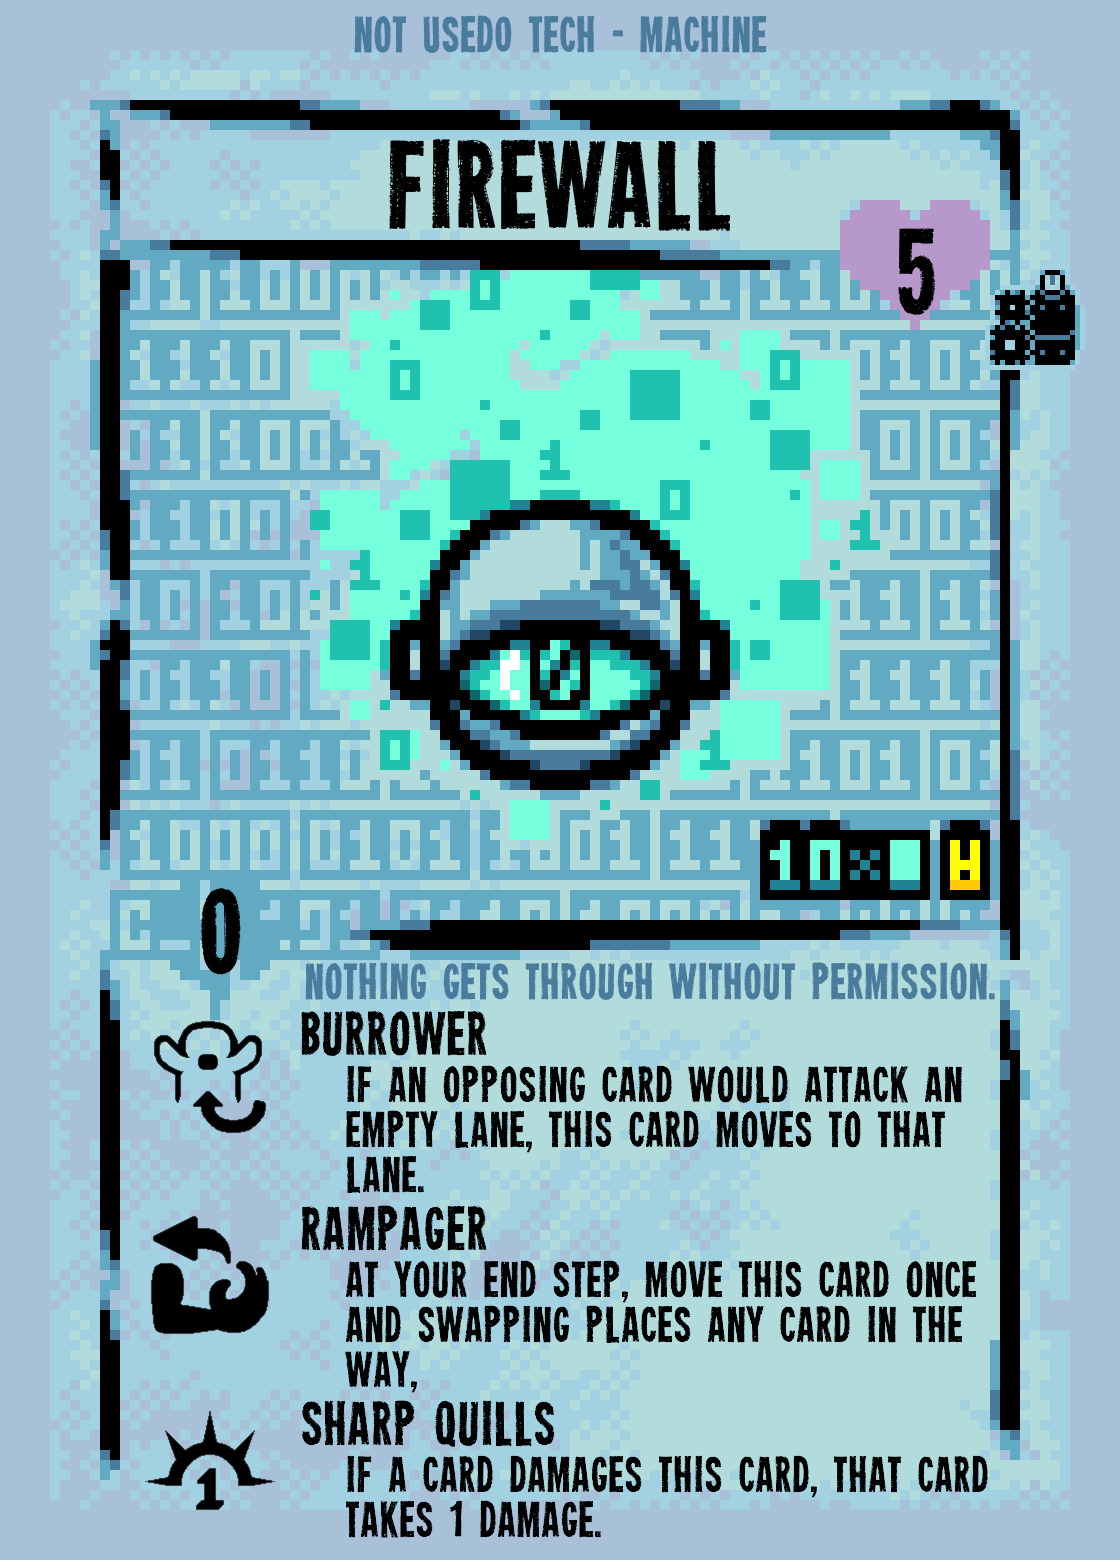 NOT USEDO TECH - MACHINE
FIREWALL
5
10×
0
NOTHING GETS THROUGH WITHOUT PERMISSION.
BURROWER
IF AN OPPOSING CARD WOULD ATTACK AN
EMPTY LANE, THIS CARD MOVES TO THAT
LANE.
RAMPAGER
AT YOUR END STEP, MOVE THIS CARD ONCE
AND SWAPPING PLACES ANY CARD IN THE
WAY,
SHARP QUILLS
1
IF A CARD DAMAGES THIS CARD, THAT CARD
TAKES 1 DAMAGE.